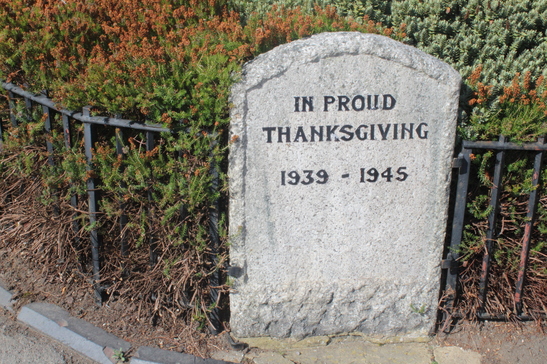 IN PROUD
THANKSGIVING
1939 - 1945